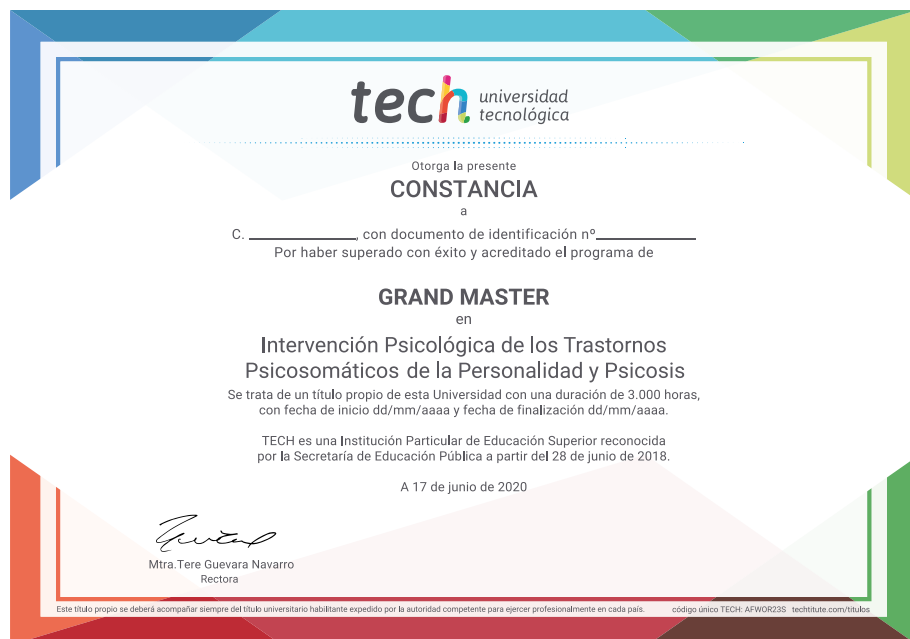 tech universidad
tecnológica
Otorga la presente
CONSTANCIA
a
C. ____________, con documento de identificación nº____________
Por haber superado con éxito y acreditado el programa de
GRAND MASTER
en
Intervención Psicológica de los Trastornos
Psicosomáticos de la Personalidad y Psicosis
Se trata de un título propio de esta Universidad con una duración de 3.000 horas,
con fecha de inicio dd/mm/aaaa y fecha de finalización dd/mm/aaaa.
TECH es una Institución Particular de Educación Superior reconocida
por la Secretaría de Educación Pública a partir del 28 de junio de 2018.
A 17 de junio de 2020
Mtra.Tere Guevara Navarro
Rectora
Este título propio se deberá acompañar siempre del título universitario habilitante expedido por la autoridad competente para ejercer profesionalmente en cada país. código único TECH: AFWOR23S techtitute.com/titulos